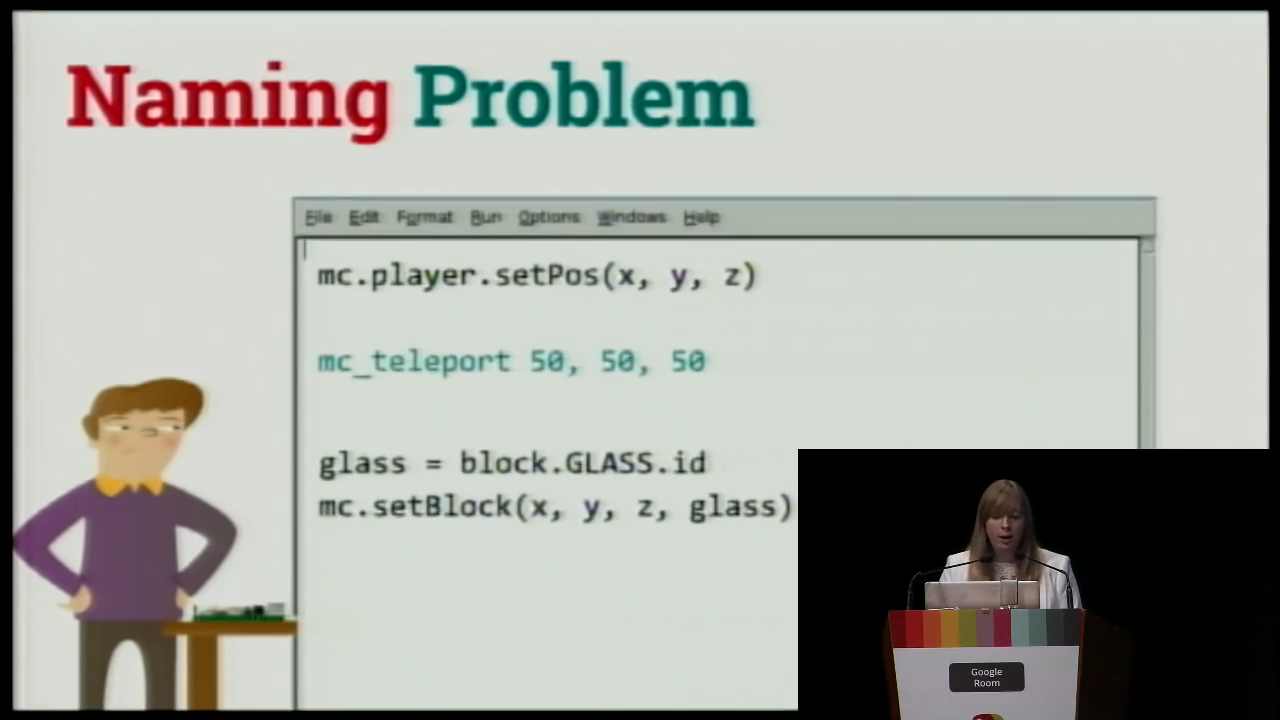 Naming Problem
File Edit Format Run Options Windows Help
mc.player.setPos(x, y, z)
mc_teleport 50, 50, 50
glass = block.GLASS.id
mc.setBlock(x, y, z, glass)
Google
Room